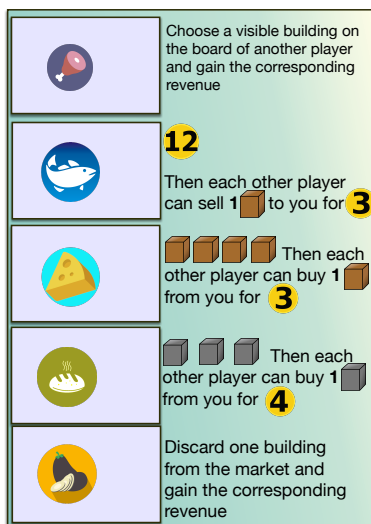 Choose a visible building on
the board of another player
and gain the corresponding
revenue
12
Then each other player
can sell 1 to you for 3
Then each
other player can buy 1
from you for 3
Then each
other player can buy 1
from you for 4
Discard one building
from the market and
gain the corresponding
revenue